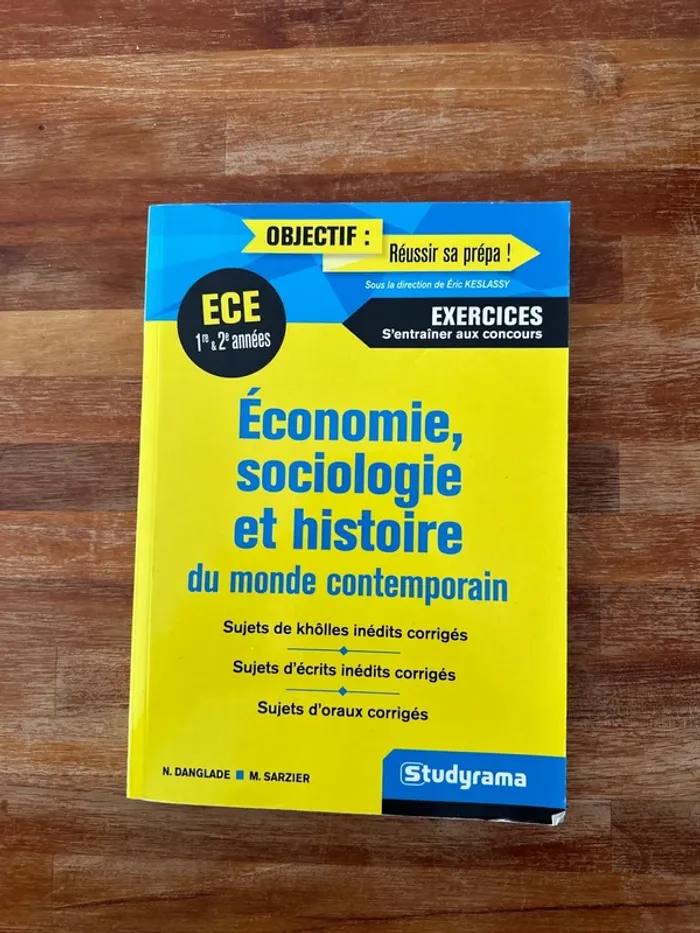 OBJECTIF :
Réussir sa prépa !
Sous la direction de Éric KESLASSY
ECE
1re & 2e années
EXERCICES
S'entraîner aux concours
Économie,
sociologie
et histoire
du monde contemporain
Sujets de khôlles inédits corrigés
Sujets d'écrits inédits corrigés
Sujets d'oraux corrigés
N. DANGLADE ■ M. SARZIER
Studyrama